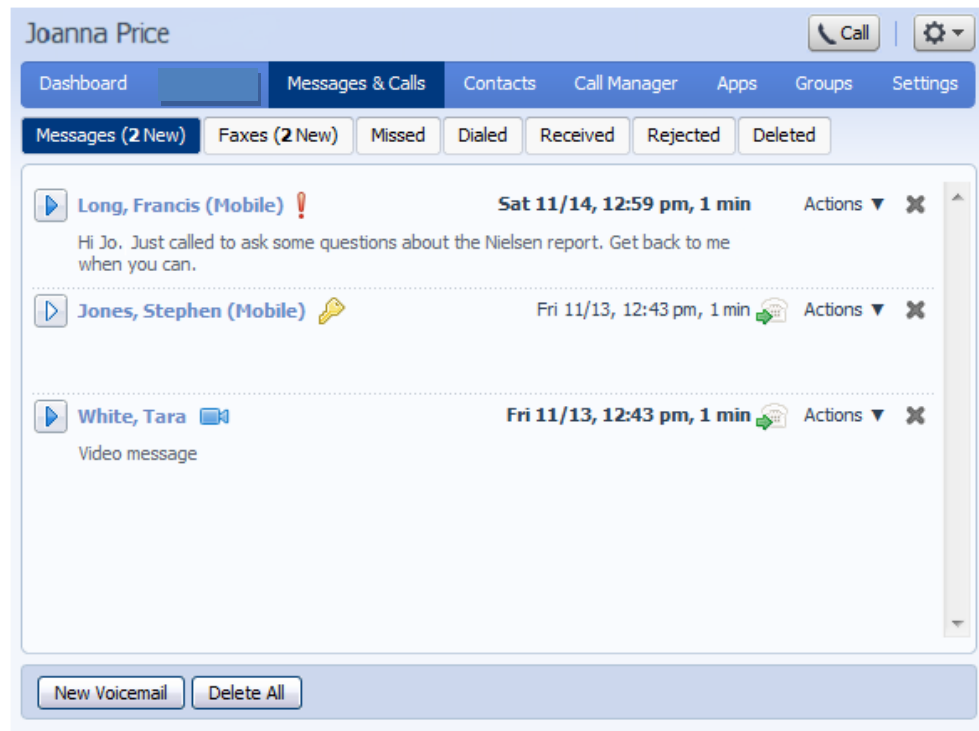 Joanna Price Call
Dashboard Messages & Calls Contacts Call Manager Apps Groups Settings
Messages (2 New) Faxes (2 New) Missed Dialed Received Rejected Deleted
Long, Francis (Mobile) Sat 11/14, 12:59 pm, 1 min Actions
Hi Jo. Just called to ask some questions about the Nielsen report. Get back to me
when you can.
Jones, Stephen (Mobile) Fri 11/13, 12:43 pm, 1 min Actions
White, Tara Fri 11/13, 12:43 pm, 1 min Actions
Video message
New Voicemail Delete All